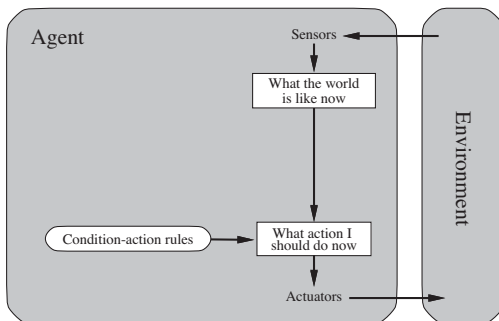 Agent
Sensors
What the world
is like now
Environment
Condition-action rules
What action I
should do now
Actuators